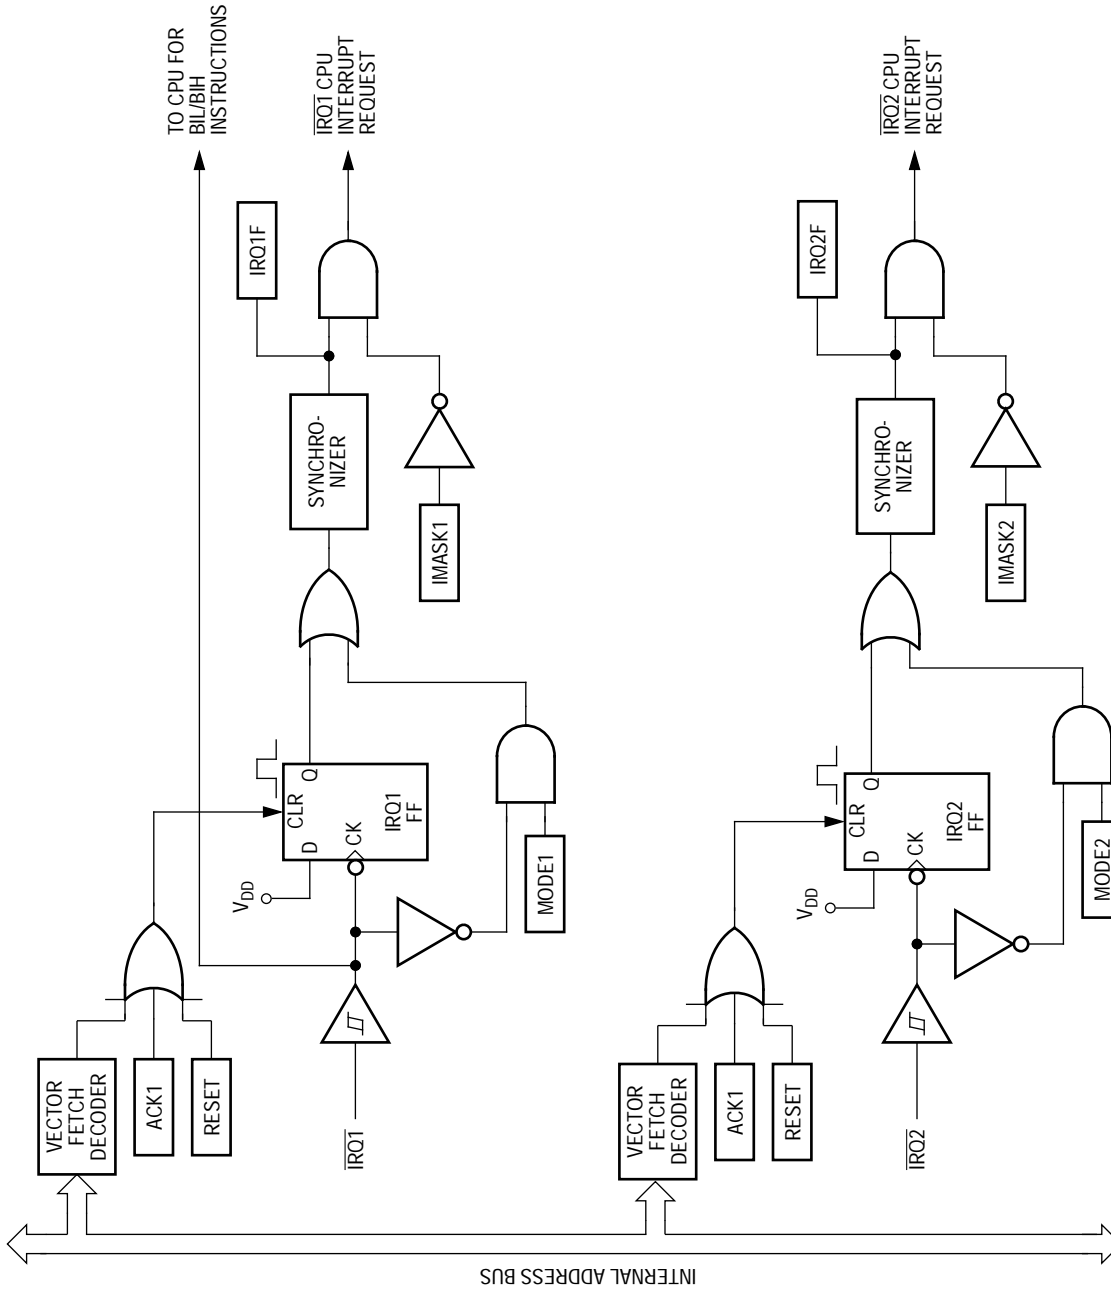 INTERNAL ADDRESS BUS
VECTOR
FETCH
DECODER
ACK1
RESET
TO CPU FOR
BIL/BIH
INSTRUCTIONS
VDD
D
CLR
Q
CK
IRQ1
FF
IRQ1
MODE1
SYNCHRO-
NIZER
IMASK1
IRQ1F
IRQ1 CPU
INTERRUPT
REQUEST
VECTOR
FETCH
DECODER
ACK1
RESET
VDD
D
CLR
Q
CK
IRQ2
FF
IRQ2
MODE2
SYNCHRO-
NIZER
IMASK2
IRQ2F
IRQ2 CPU
INTERRUPT
REQUEST